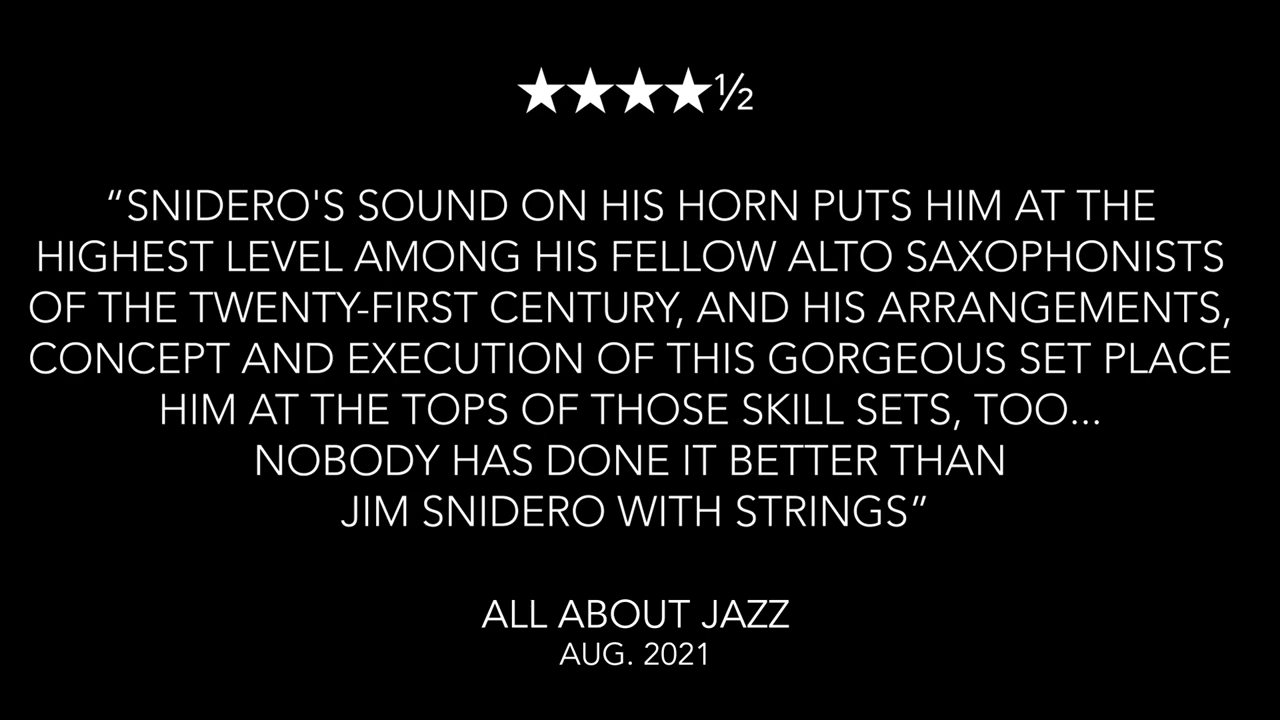 ★★★★½
“SNIDERO'S SOUND ON HIS HORN PUTS HIM AT THE
HIGHEST LEVEL AMONG HIS FELLOW ALTO SAXOPHONISTS
OF THE TWENTY-FIRST CENTURY, AND HIS ARRANGEMENTS,
CONCEPT AND EXECUTION OF THIS GORGEOUS SET PLACE
HIM AT THE TOPS OF THOSE SKILL SETS, TOO...
NOBODY HAS DONE IT BETTER THAN
JIM SNIDERO WITH STRINGS”
ALL ABOUT JAZZ
AUG. 2021